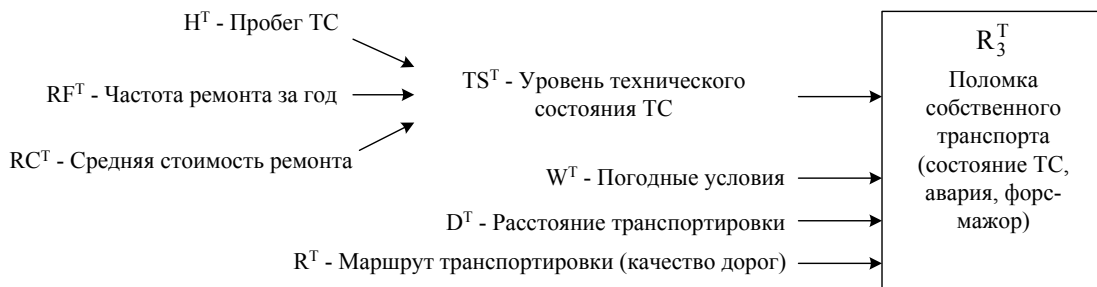 H^T - Пробег ТС
RF^T - Частота ремонта за год
RC^T - Средняя стоимость ремонта
TS^T - Уровень технического
состояния ТС
W^T - Погодные условия
D^T - Расстояние транспортировки
R^T - Маршрут транспортировки (качество дорог)
R_3^T
Поломка
собственного
транспорта
(состояние ТС,
авария, форс-
мажор)